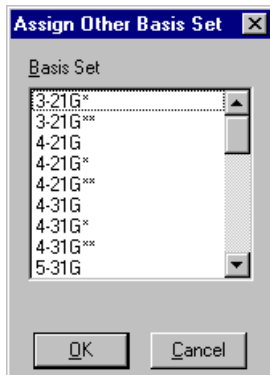 Assign Other Basis Set
Basis Set
3-21G*
3-21G**
4-21G
4-21G*
4-21G**
4-31G
4-31G*
4-31G**
5-31G
OK
Cancel